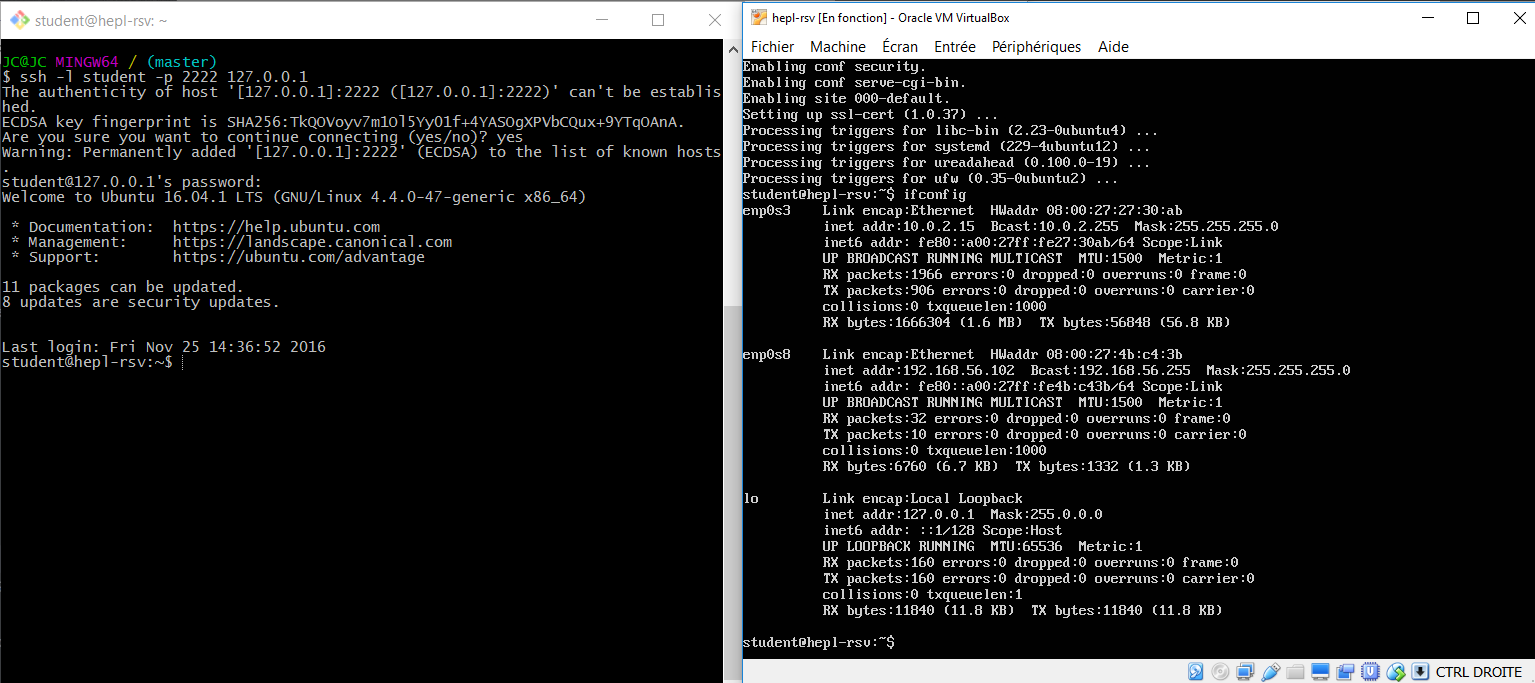 student@hepl-rsv: ~
JC@JC MINGW64 / (master)
$ ssh -l student -p 2222 127.0.0.1
The authenticity of host '[127.0.0.1]:2222 ([127.0.0.1]:2222)' can't be establis
hed.
ECDSA key fingerprint is SHA256:TkQOVoyv7m1Ol5Yy01f+4YASOgXPVbCQux+9YTqOAnA.
Are you sure you want to continue connecting (yes/no)? yes
Warning: Permanently added '[127.0.0.1]:2222' (ECDSA) to the list of known hosts
.
student@127.0.0.1's password:
Welcome to Ubuntu 16.04.1 LTS (GNU/Linux 4.4.0-47-generic x86_64)
* Documentation:  https://help.ubuntu.com
* Management:     https://landscape.canonical.com
* Support:        https://ubuntu.com/advantage
11 packages can be updated.
8 updates are security updates.
Last login: Fri Nov 25 14:36:52 2016
student@hepl-rsv:~$
hepl-rsv [En fonction] - Oracle VM VirtualBox
Fichier Machine Écran Entrée Périphériques Aide
Enabling conf security.
Enabling conf serve-cgi-bin.
Enabling site 000-default.
Setting up ssl-cert (1.0.37) ...
Processing triggers for libc-bin (2.23-0ubuntu4) ...
Processing triggers for systemd (229-4ubuntu12) ...
Processing triggers for ureadahead (0.100.0-19) ...
Processing triggers for ufw (0.35-0ubuntu2) ...
student@hepl-rsv:~$ ifconfig
enp0s3    Link encap:Ethernet  HWaddr 08:00:27:27:30:ab
inet addr:10.0.2.15  Bcast:10.0.2.255  Mask:255.255.255.0
inet6 addr: fe80::a00:27ff:fe27:30ab/64 Scope:Link
UP BROADCAST RUNNING MULTICAST  MTU:1500  Metric:1
RX packets:1966 errors:0 dropped:0 overruns:0 frame:0
TX packets:906 errors:0 dropped:0 overruns:0 carrier:0
collisions:0 txqueuelen:1000
RX bytes:1666304 (1.6 MB)  TX bytes:56848 (56.8 KB)
enp0s8    Link encap:Ethernet  HWaddr 08:00:27:4b:c4:3b
inet addr:192.168.56.102  Bcast:192.168.56.255  Mask:255.255.255.0
inet6 addr: fe80::a00:27ff:fe4b:c43b/64 Scope:Link
UP BROADCAST RUNNING MULTICAST  MTU:1500  Metric:1
RX packets:32 errors:0 dropped:0 overruns:0 frame:0
TX packets:10 errors:0 dropped:0 overruns:0 carrier:0
collisions:0 txqueuelen:1000
RX bytes:6760 (6.7 KB)  TX bytes:1332 (1.3 KB)
lo        Link encap:Local Loopback
inet addr:127.0.0.1  Mask:255.0.0.0
inet6 addr: ::1/128 Scope:Host
UP LOOPBACK RUNNING  MTU:65536  Metric:1
RX packets:160 errors:0 dropped:0 overruns:0 frame:0
TX packets:160 errors:0 dropped:0 overruns:0 carrier:0
collisions:0 txqueuelen:1
RX bytes:11840 (11.8 KB)  TX bytes:11840 (11.8 KB)
student@hepl-rsv:~$
CTRL DROITE